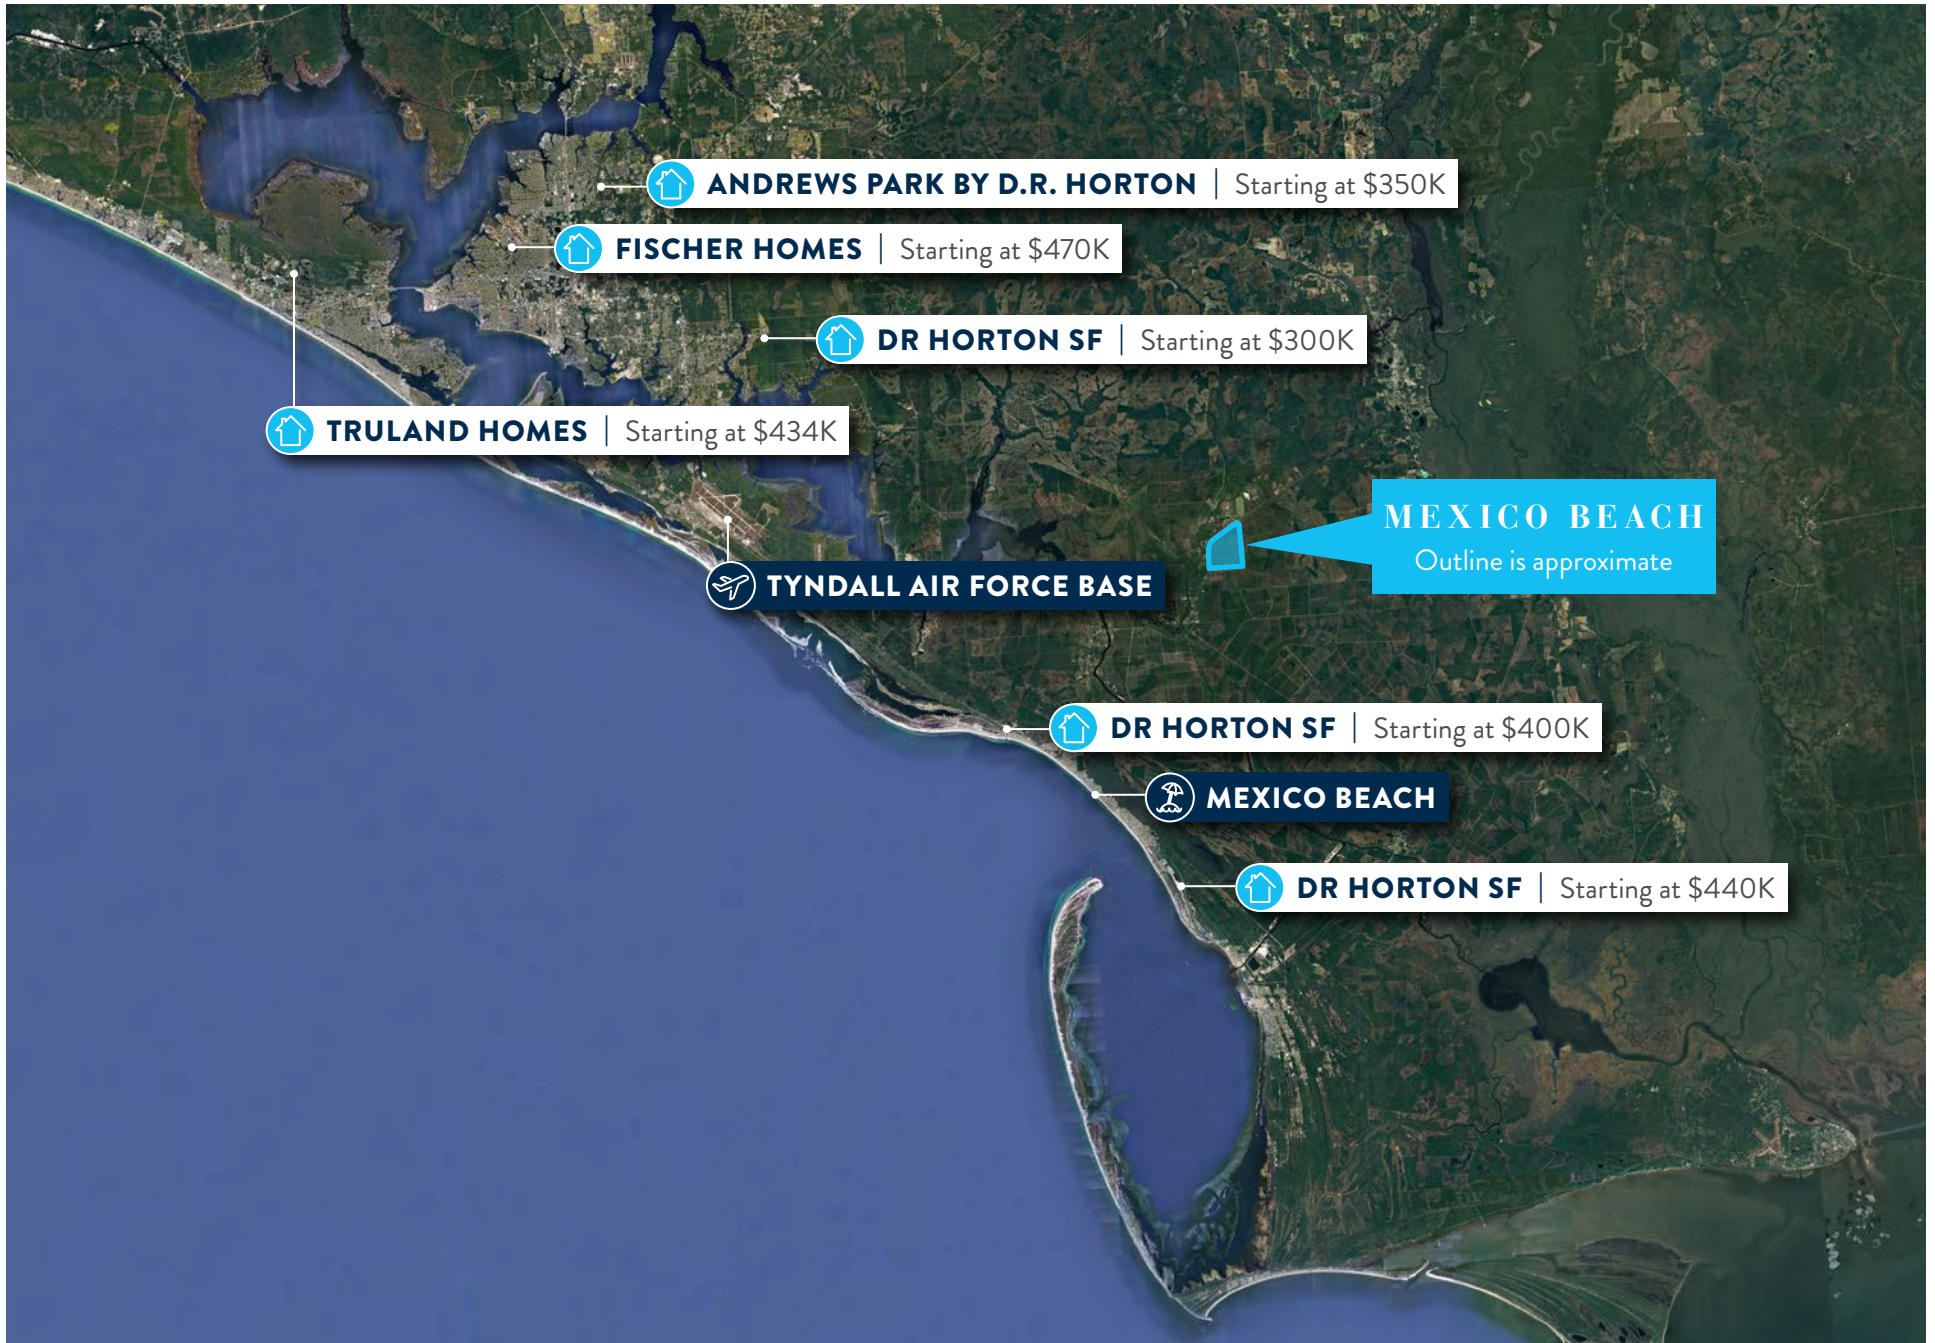 ANDREWS PARK BY D.R. HORTON | Starting at $350K
FISCHER HOMES | Starting at $470K
DR HORTON SF | Starting at $300K
TRULAND HOMES | Starting at $434K
MEXICO BEACH
Outline is approximate
TYNDALL AIR FORCE BASE
DR HORTON SF | Starting at $400K
MEXICO BEACH
DR HORTON SF | Starting at $440K